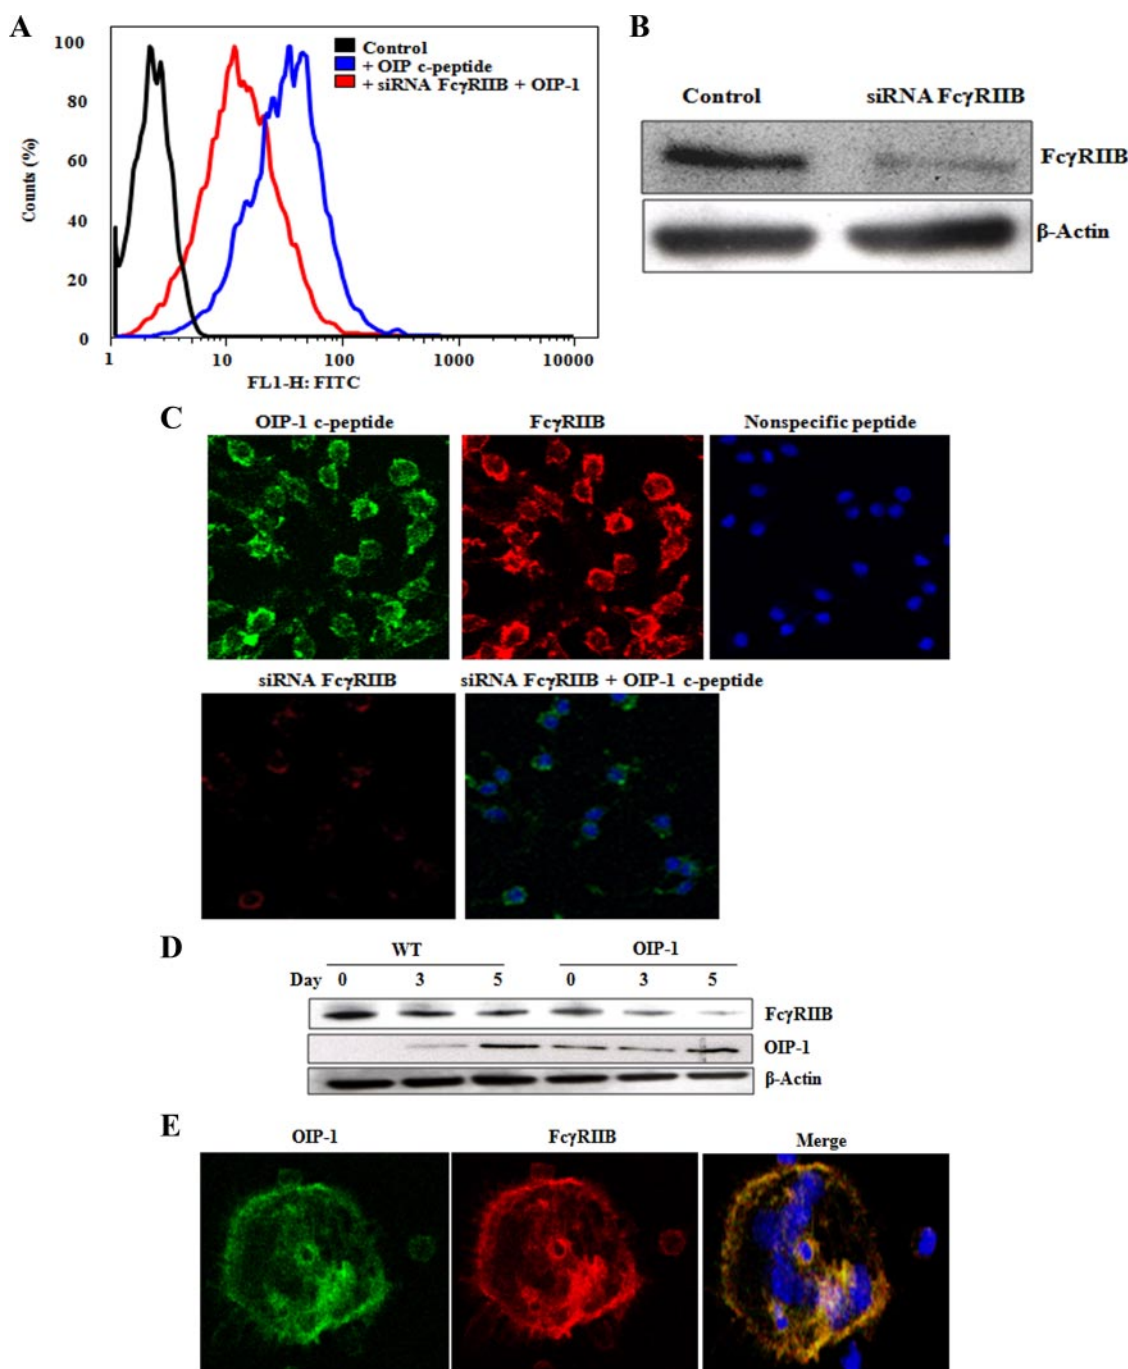 A
100
80
60
40
20
0
Counts (%)
1 10 100 1000 10000
FL1-H: FITC
Control
+ OIP c-peptide
+ siRNA FcγRIIB + OIP-1
B
Control siRNA FcγRIIB
FcγRIIB
β-Actin
C
OIP-1 c-peptide FcγRIIB Nonspecific peptide
siRNA FcγRIIB siRNA FcγRIIB + OIP-1 c-peptide
D
WT OIP-1
Day 0 3 5 0 3 5
FcγRIIB
OIP-1
β-Actin
E
OIP-1 FcγRIIB Merge